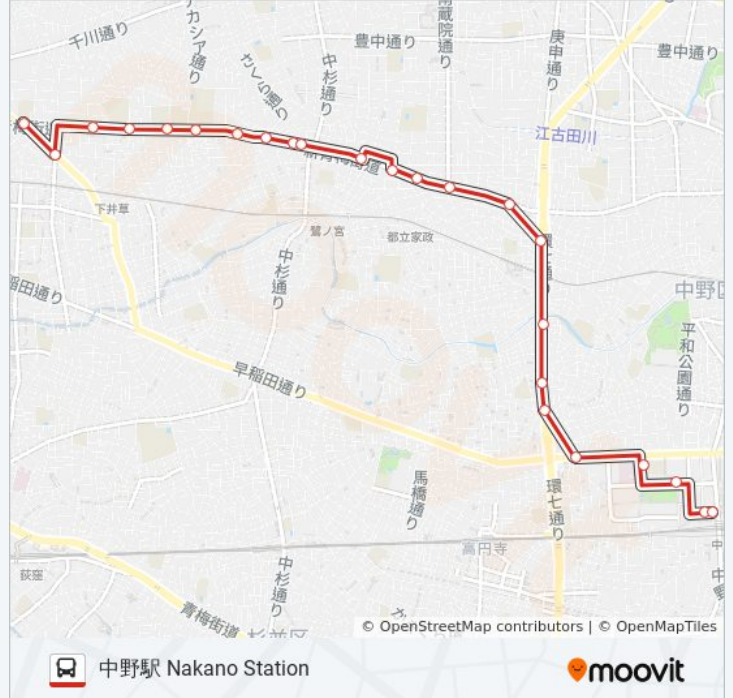 千川通り
カシア通り
さくら通り
中杉通り
豊中通り
蔵院通り
庚申通り
豊中通り
江古田川
新青梅街道
下井草
鷺ノ宮
都立家政
中杉通り
稲田通り
中野区
平和公園通り
早稲田通り
馬橋通り
環七通り
高円寺
荻窪
中杉通り
青梅街道
杉並区
© OpenStreetMap contributors | © OpenMapTiles
中野駅 Nakano Station
moovit